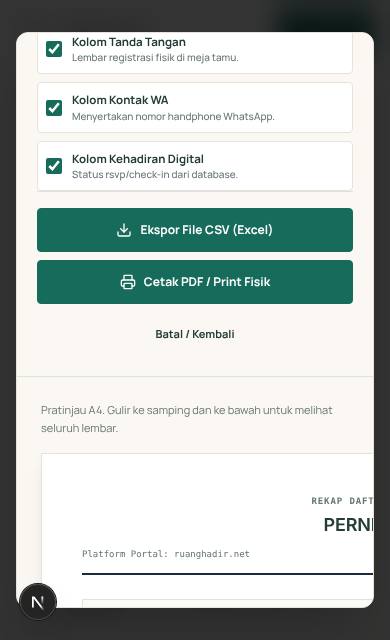 Kolom Tanda Tangan
Lembar registrasi fisik di meja tamu.
Kolom Kontak WA
Menyertakan nomor handphone WhatsApp.
Kolom Kehadiran Digital
Status rsvp/check-in dari database.
Ekspor File CSV (Excel)
Cetak PDF / Print Fisik
Batal / Kembali
Pratinjau A4. Gulir ke samping dan ke bawah untuk melihat
seluruh lembar.
REKAP DAFT
PERNI
Platform Portal: ruanghadir.net
N